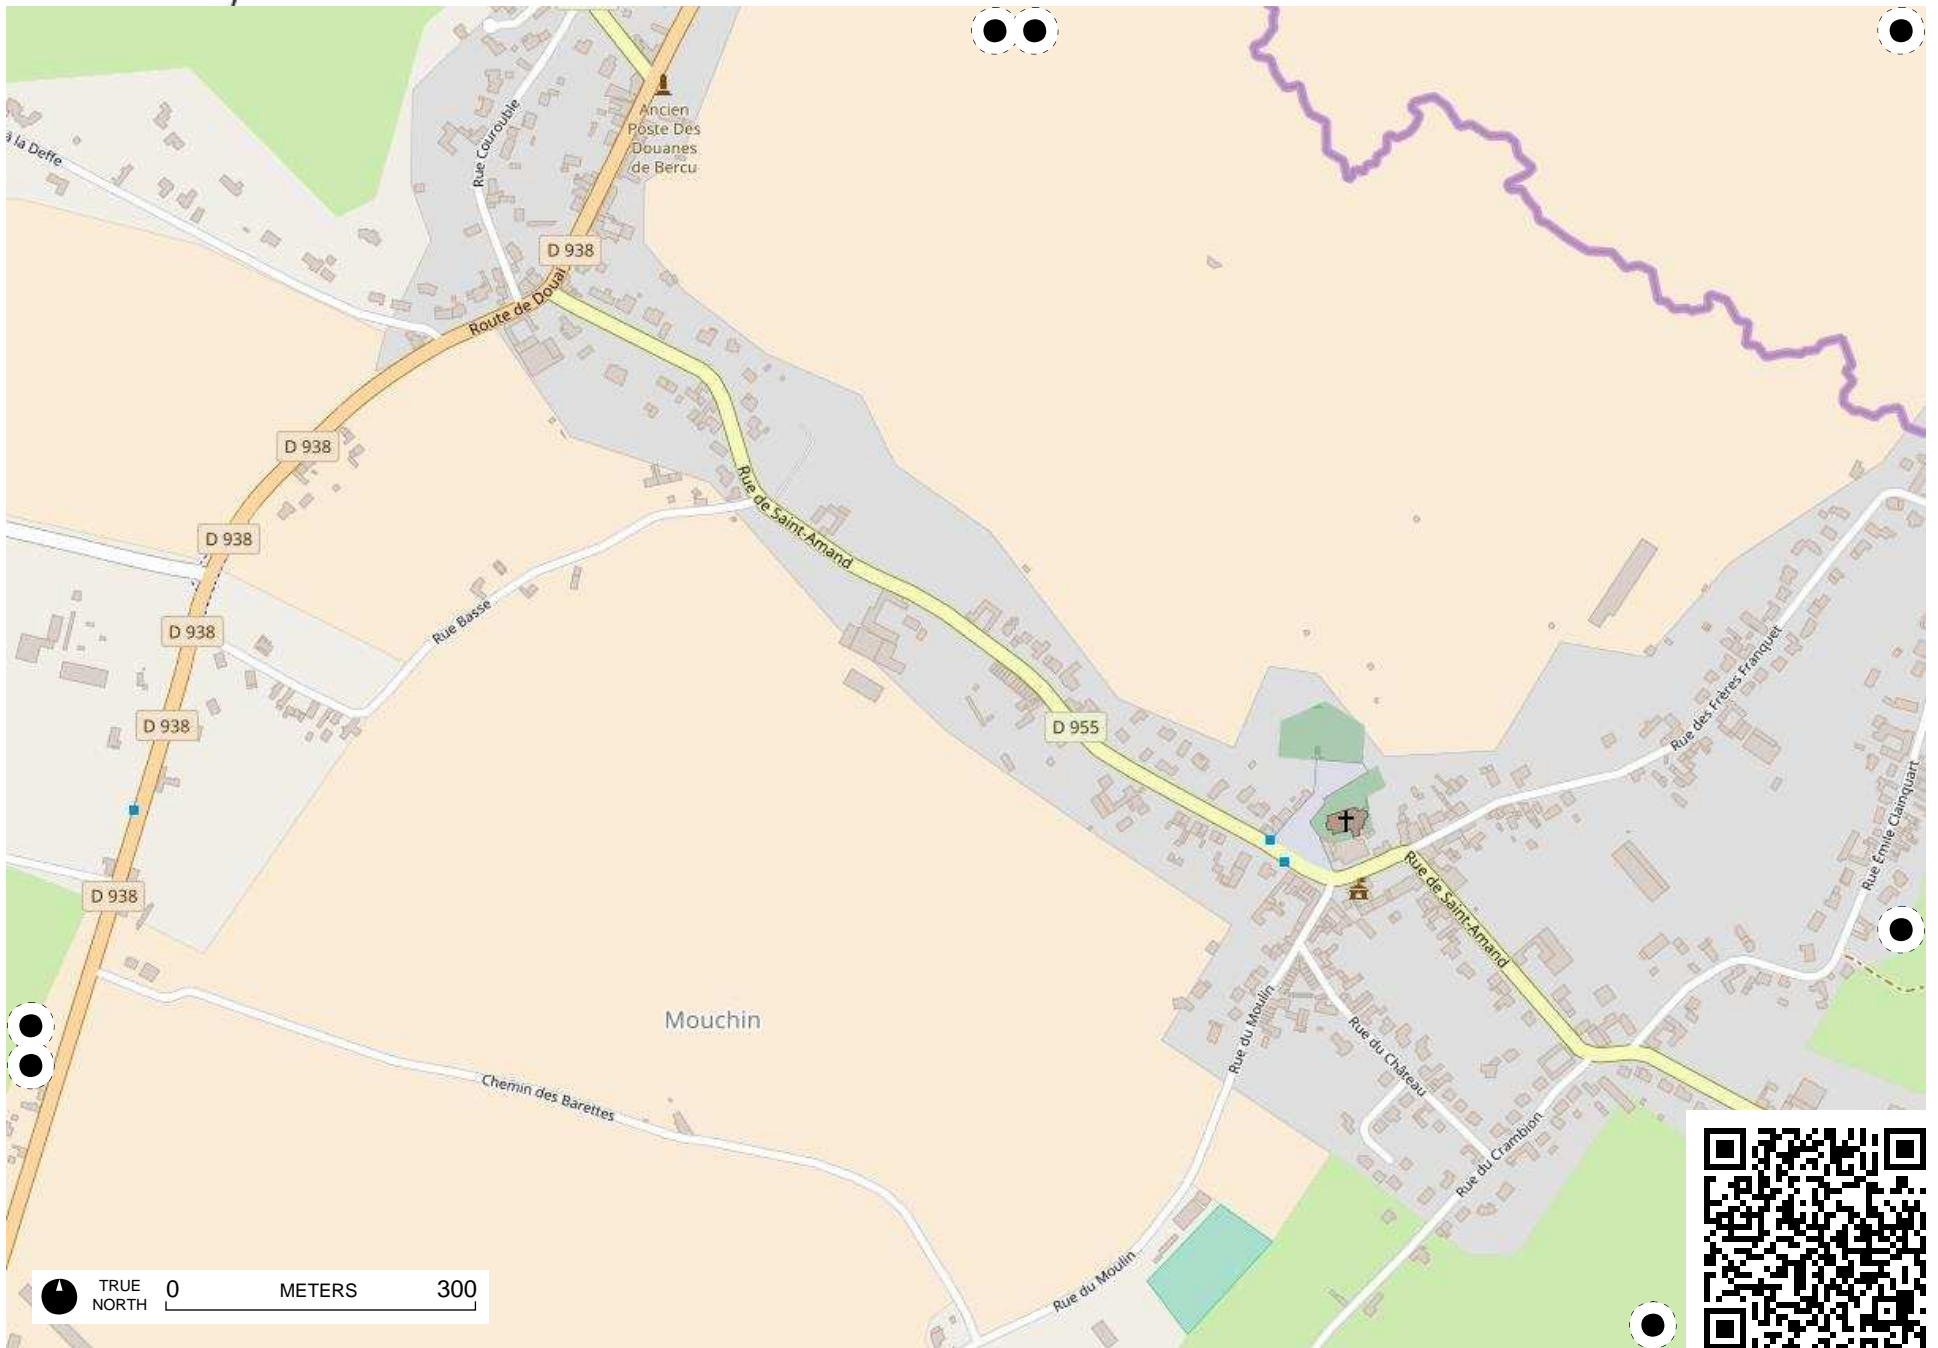 Rue Courouble
Ancien
Poste Des
Douanes
de Bercu
à la Deffe
D 938
Route de Douai
D 938
Rue de Saint-Amand
D 938
Rue Basse
D 938
Rue des Frères Franquet
D 938
D 955
Rue Émile Clainquart
D 938
Rue de Saint-Amand
Mouchin
Rue du Moulin
Rue du Château
Chemin des Barettes
Rue du Crambion
Rue du Moulin
TRUE
NORTH
0 METERS 300